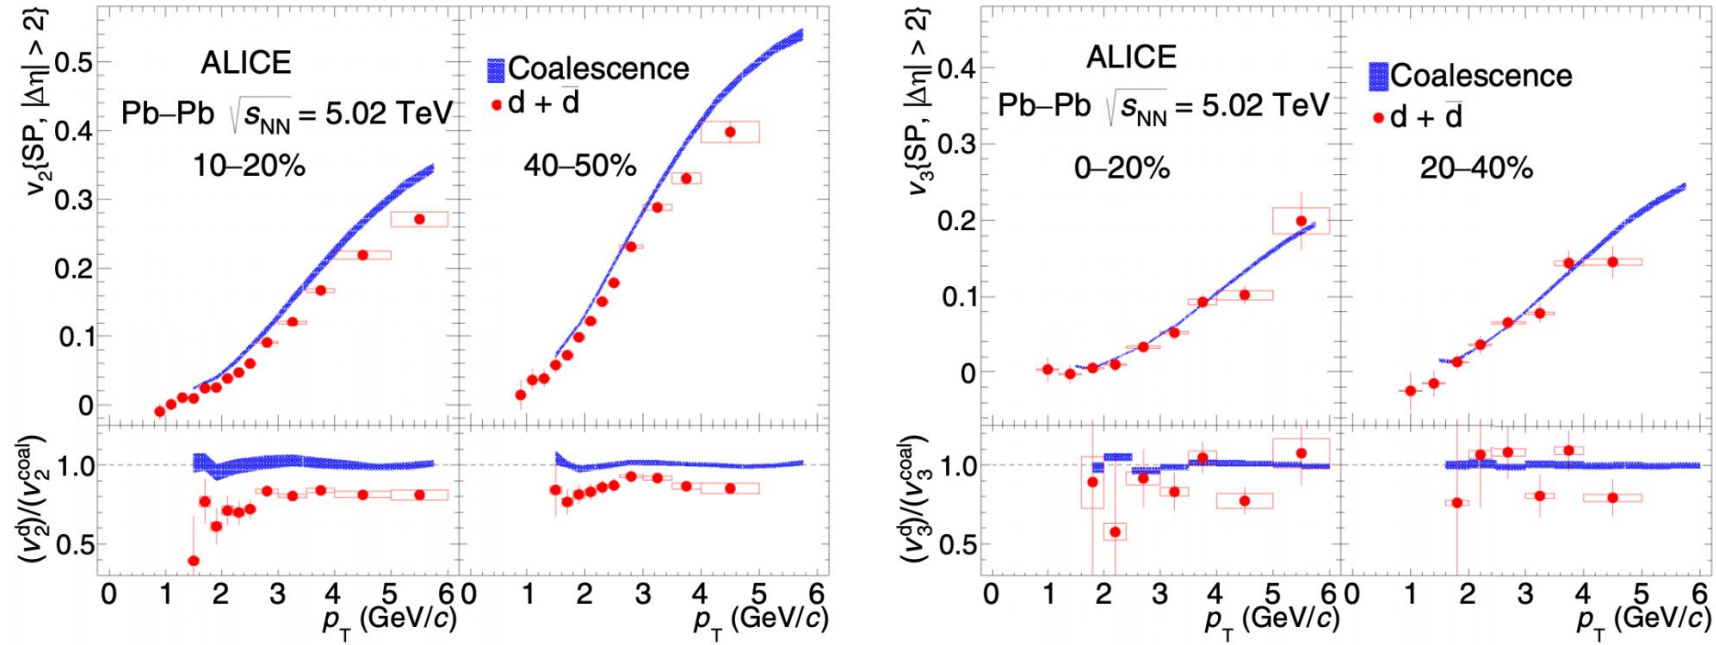 v₂{SP, |Δη| > 2}
0.5
0.4
0.3
0.2
0.1
0
ALICE
Pb–Pb √sNN = 5.02 TeV
10–20%
Coalescence
d + d̅
40–50%
(v₂ᵈ)/(v₂ᶜᵒᵃˡ)
1.0
0.5
0 1 2 3 4 5 6
pT (GeV/c)
0 1 2 3 4 5 6
pT (GeV/c)
v₃{SP, |Δη| > 2}
0.4
0.3
0.2
0.1
0
ALICE
Pb–Pb √sNN = 5.02 TeV
0–20%
Coalescence
d + d̅
20–40%
(v₃ᵈ)/(v₃ᶜᵒᵃˡ)
1.0
0.5
0 1 2 3 4 5 6
pT (GeV/c)
0 1 2 3 4 5 6
pT (GeV/c)